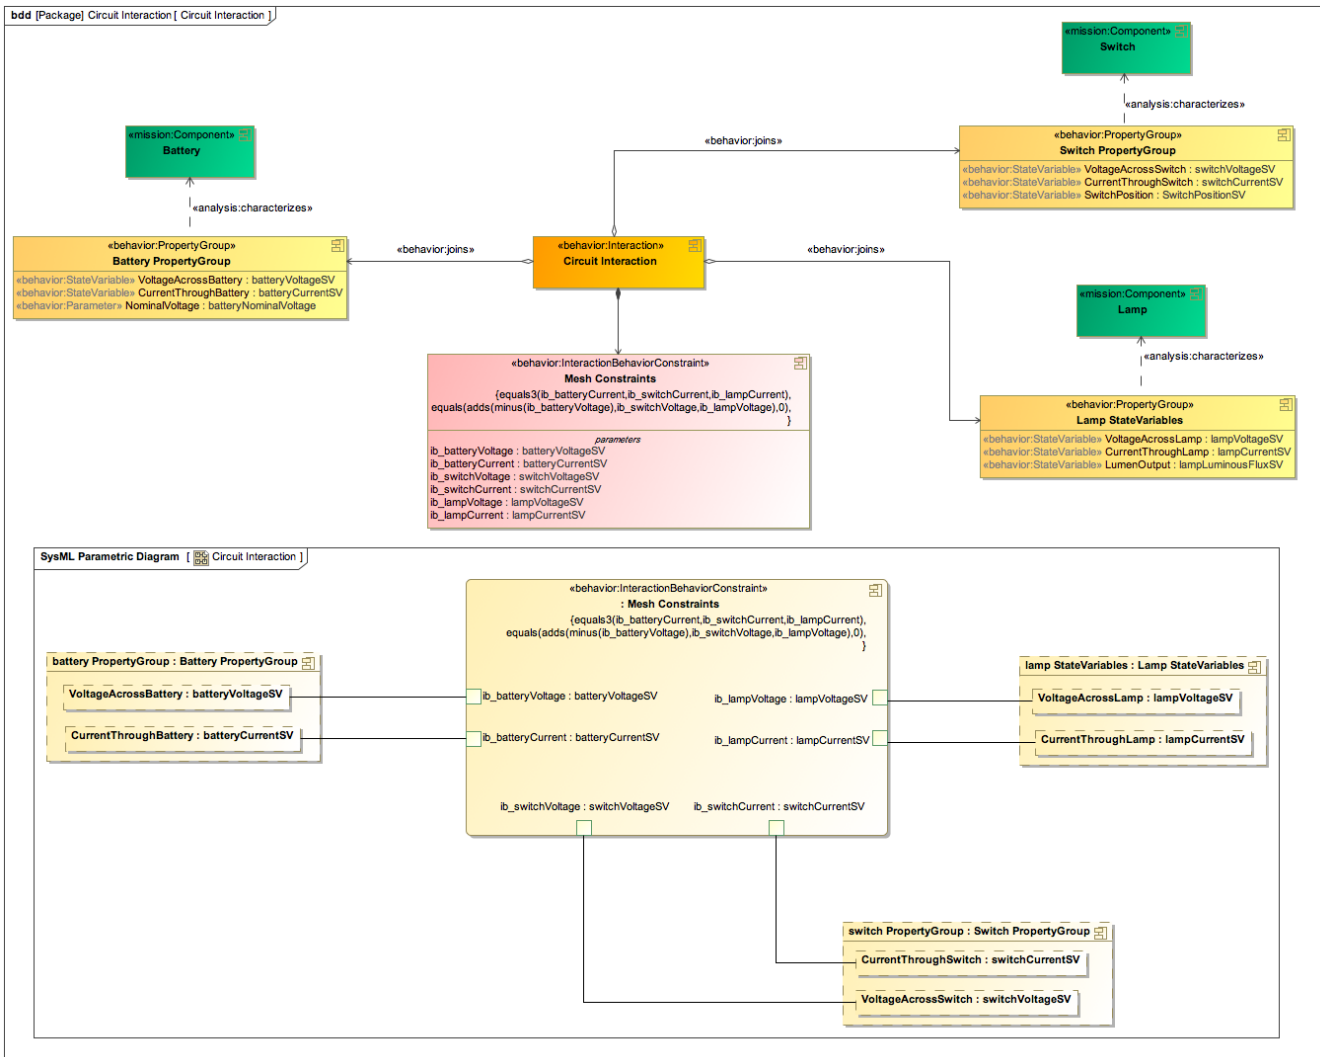 bdd [Package] Circuit Interaction [ Circuit Interaction ]
«mission:Component»
Switch
«analysis:characterizes»
«behavior:PropertyGroup»
Switch PropertyGroup
«behavior:StateVariable» VoltageAcrossSwitch : switchVoltageSV
«behavior:StateVariable» CurrentThroughSwitch : switchCurrentSV
«behavior:StateVariable» SwitchPosition : SwitchPositionSV
«mission:Component»
Battery
«analysis:characterizes»
«behavior:PropertyGroup»
Battery PropertyGroup
«behavior:StateVariable» VoltageAcrossBattery : batteryVoltageSV
«behavior:StateVariable» CurrentThroughBattery : batteryCurrentSV
«behavior:Parameter» NominalVoltage : batteryNominalVoltage
«behavior:joins»
«behavior:joins»
«behavior:joins»
«behavior:Interaction»
Circuit Interaction
«mission:Component»
Lamp
«analysis:characterizes»
«behavior:PropertyGroup»
Lamp StateVariables
«behavior:StateVariable» VoltageAcrossLamp : lampVoltageSV
«behavior:StateVariable» CurrentThroughLamp : lampCurrentSV
«behavior:StateVariable» LumenOutput : lampLuminousFluxSV
«behavior:InteractionBehaviorConstraint»
Mesh Constraints
{equals3(ib_batteryCurrent,ib_switchCurrent,ib_lampCurrent),
equals(adds(minus(ib_batteryVoltage),ib_switchVoltage,ib_lampVoltage),0),
}
parameters
ib_batteryVoltage : batteryVoltageSV
ib_batteryCurrent : batteryCurrentSV
ib_switchVoltage : switchVoltageSV
ib_switchCurrent : switchCurrentSV
ib_lampVoltage : lampVoltageSV
ib_lampCurrent : lampCurrentSV
SysML Parametric Diagram [ Circuit Interaction ]
«behavior:InteractionBehaviorConstraint»
: Mesh Constraints
{equals3(ib_batteryCurrent,ib_switchCurrent,ib_lampCurrent),
equals(adds(minus(ib_batteryVoltage),ib_switchVoltage,ib_lampVoltage),0),
}
battery PropertyGroup : Battery PropertyGroup
VoltageAcrossBattery : batteryVoltageSV
CurrentThroughBattery : batteryCurrentSV
ib_batteryVoltage : batteryVoltageSV
ib_batteryCurrent : batteryCurrentSV
ib_lampVoltage : lampVoltageSV
ib_lampCurrent : lampCurrentSV
ib_switchVoltage : switchVoltageSV
ib_switchCurrent : switchCurrentSV
lamp StateVariables : Lamp StateVariables
VoltageAcrossLamp : lampVoltageSV
CurrentThroughLamp : lampCurrentSV
switch PropertyGroup : Switch PropertyGroup
CurrentThroughSwitch : switchCurrentSV
VoltageAcrossSwitch : switchVoltageSV